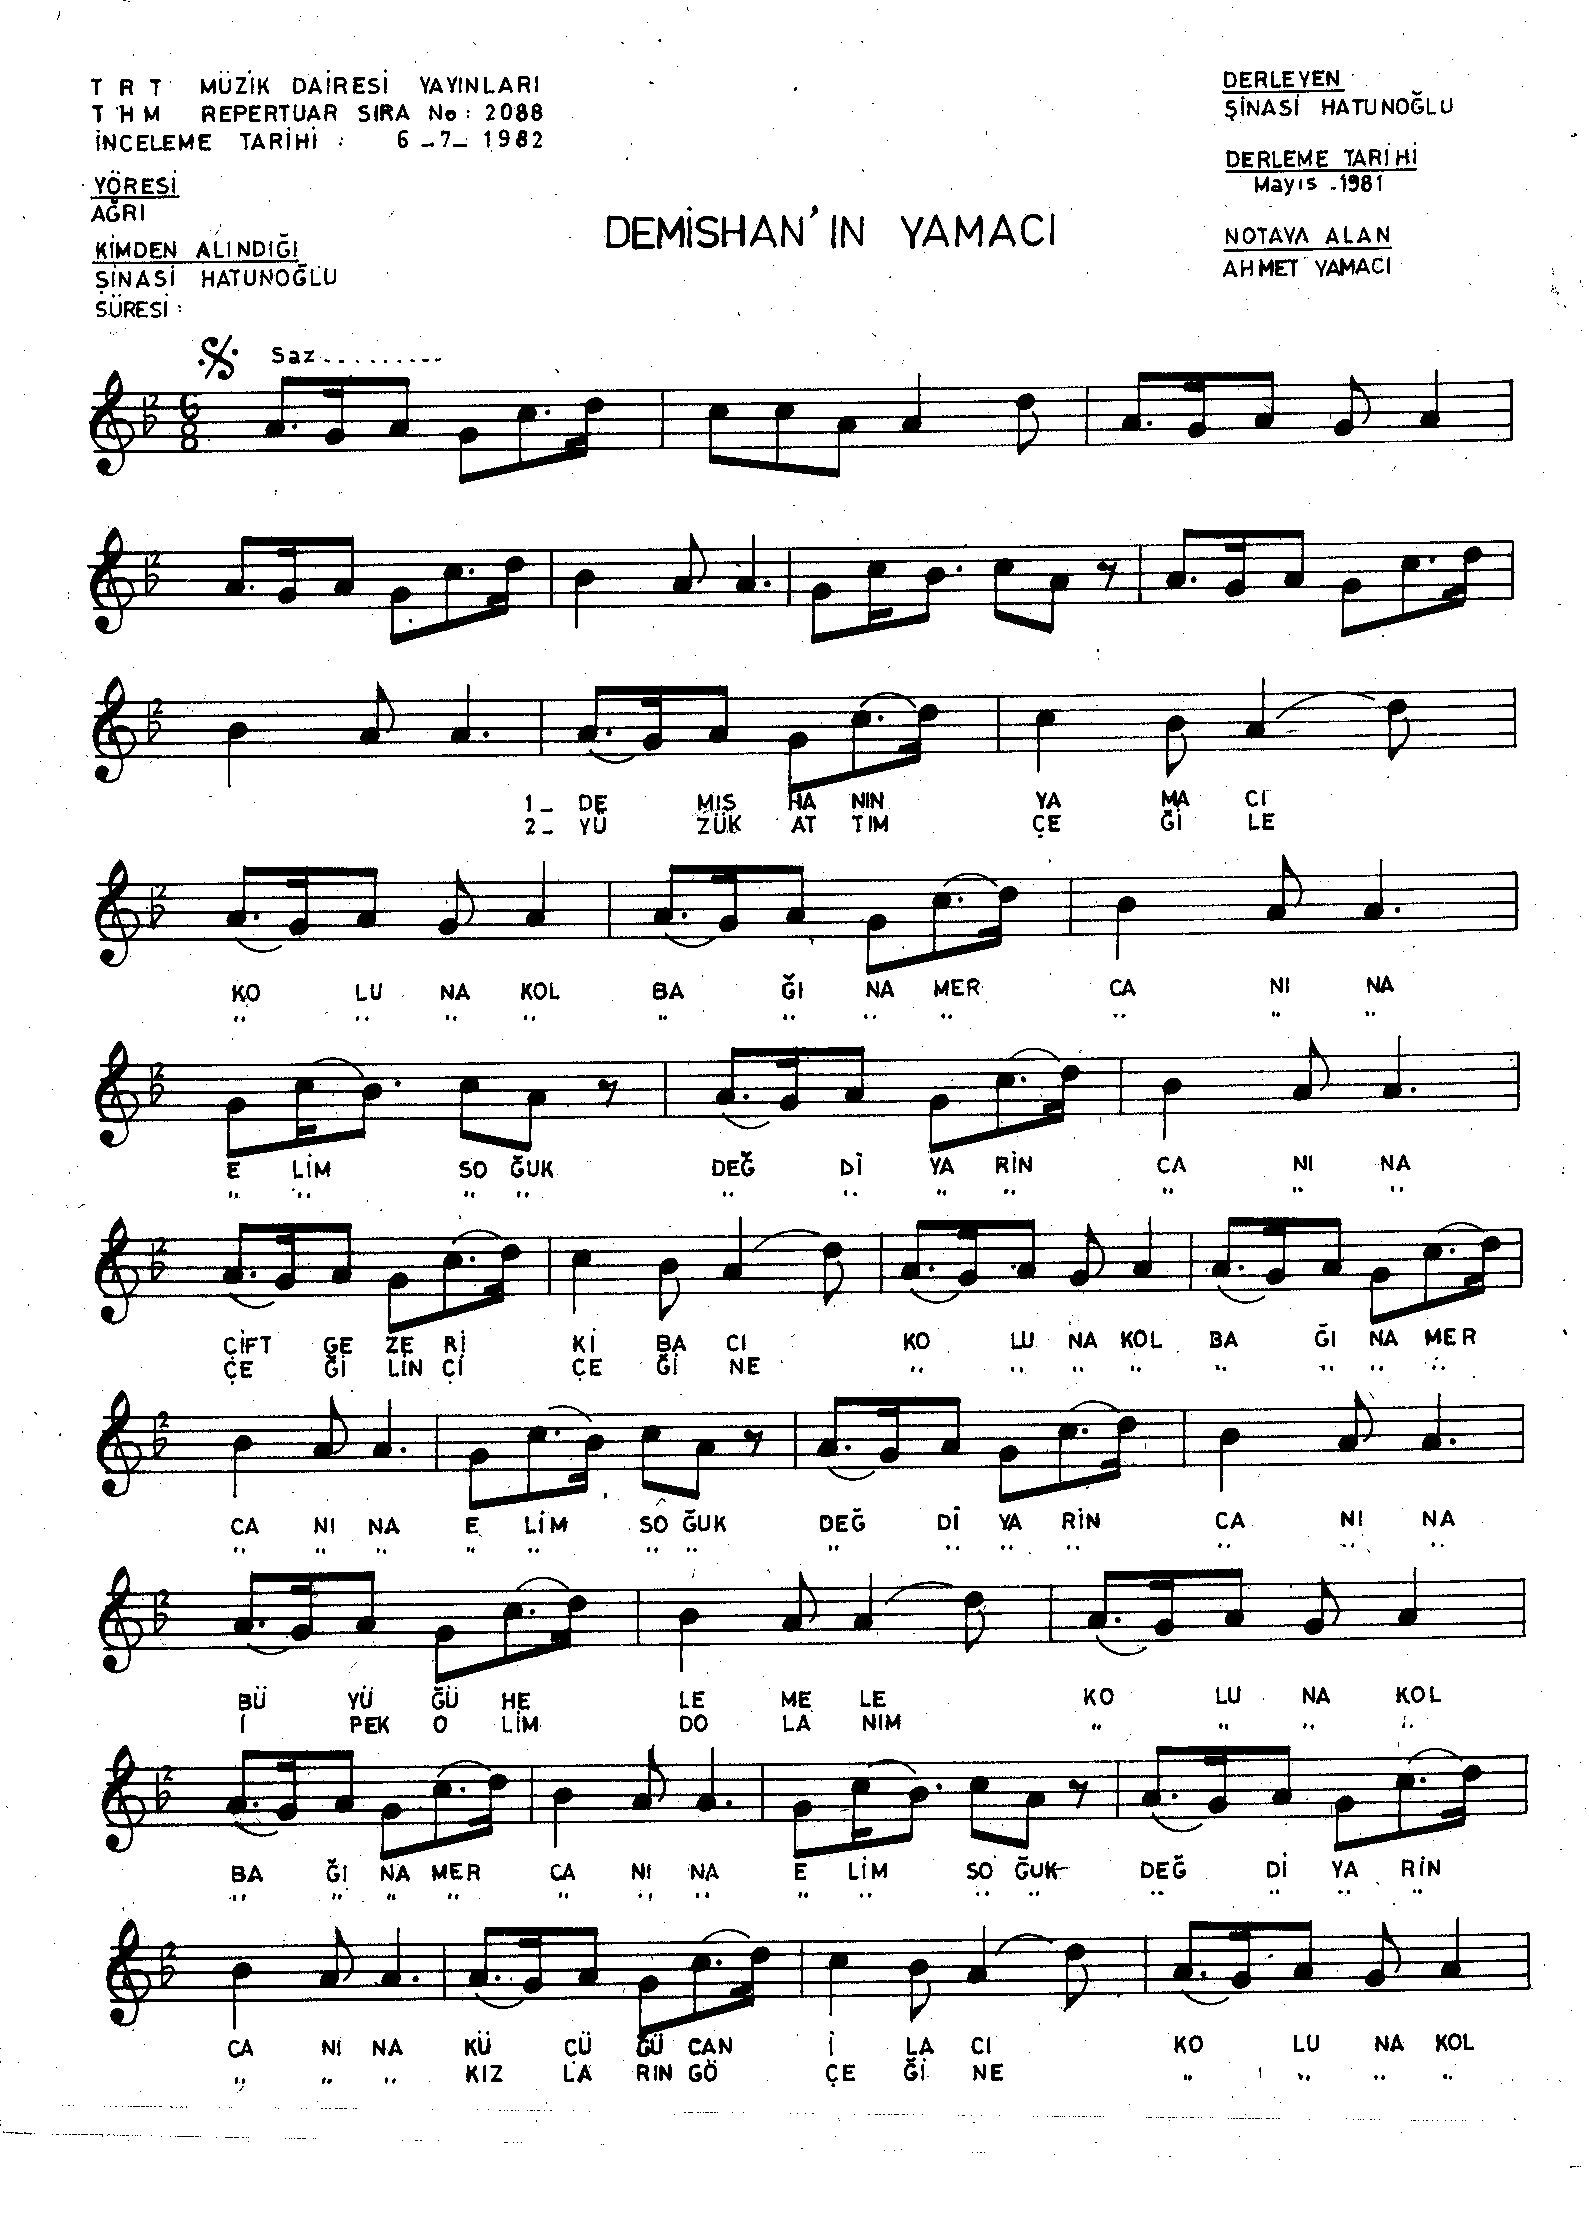 T R T MÜZİK DAİRESİ YAYINLARI
T H M REPERTUAR SIRA No: 2088
İNCELEME TARİHİ : 6_7_ 1982
YÖRESİ
AĞRI
KİMDEN ALINDIĞI
ŞİNASİ HATUNOĞLU
SÜRESİ :
DEMİSHAN'IN YAMACI
DERLEYEN
ŞİNASİ HATUNOĞLU
DERLEME TARİHİ
Mayıs .1981
NOTAYA ALAN
AHMET YAMACI
Saz.........
6
8
1_ DE MIS HA NIN YA MA CI
2_ YÜ ZÜK AT TIM ÇE Ğİ LE
KO LU NA KOL BA ĞI NA MER CA NI NA
" " " " " " " " " " "
E LİM SO ĞUK DEĞ Dİ YA RİN CA NI NA
" " " " " " " " " " "
ÇİFT GE ZE Rİ Kİ BA CI KO LU NA KOL BA ĞI NA MER
ÇE Ğİ LİN Çİ ÇE Ğİ NE " " " " " " " "
CA NI NA E LİM SO ĞUK DEĞ Dİ YA RİN CA NI NA
" " " " " " " " " " " " " "
BÜ YÜ ĞÜ HE LE ME LE KO LU NA KOL
İ PEK O LİM DO LA NIM " " " "
BA ĞI NA MER CA NI NA E LİM SO ĞUK DEĞ Dİ YA RİN
" " " " " " " " " " " " " " "
CA NI NA KÜ ÇÜ ĞÜ CAN İ LA CI KO LU NA KOL
" " " KIZ LA RIN GÖ ÇE Ğİ NE " " " "